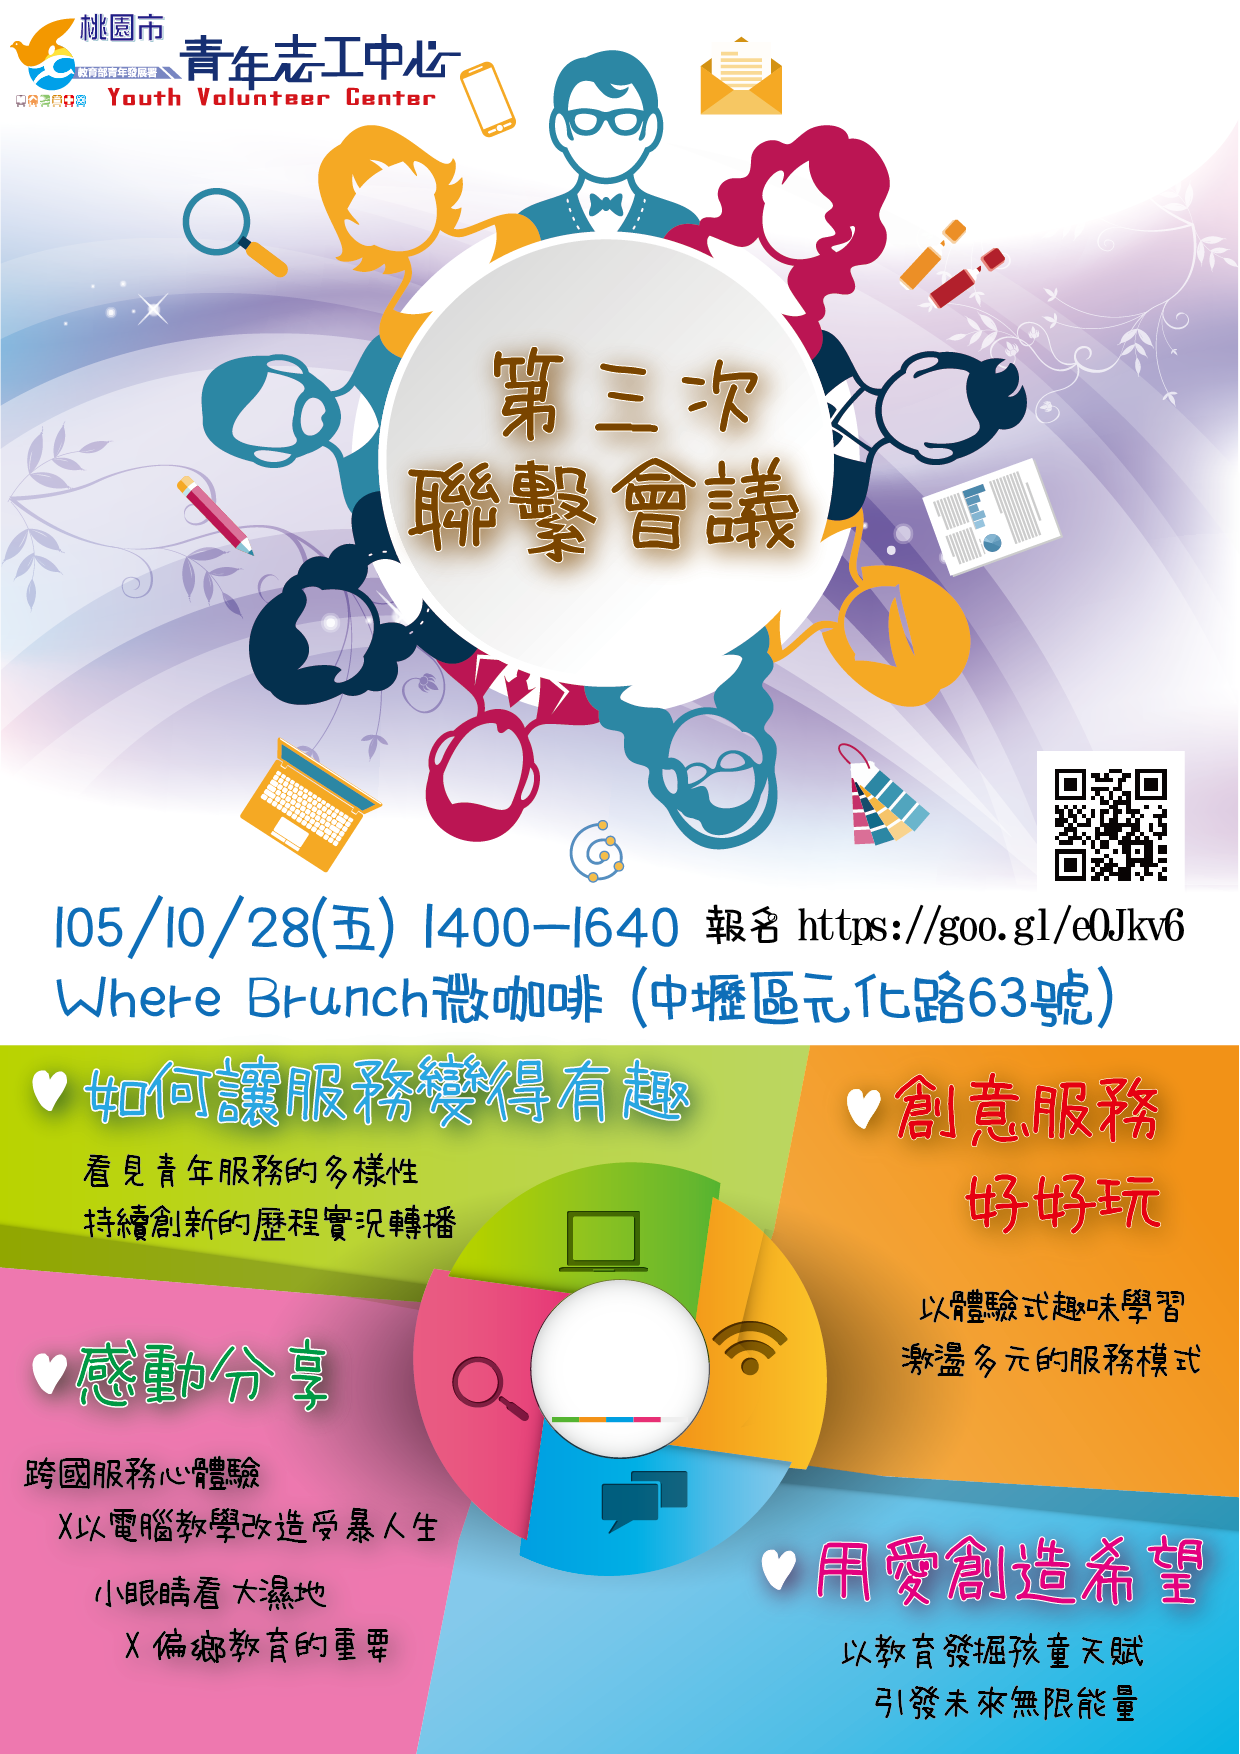 桃園市
教育部青年發展署
青年志工中心
Youth Volunteer Center
第三次
聯繫會議
105/10/28(五) 1400-1640 報名 https://goo.gl/e0Jkv6
Where Brunch微咖啡 (中壢區元化路63號)
如何讓服務變得有趣
看見青年服務的多樣性
持續創新的歷程實況轉播
創意服務
好好玩
以體驗式趣味學習
激盪多元的服務模式
感動分享
跨國服務心體驗
X以電腦教學改造受暴人生
小眼睛看大濕地
X 偏鄉教育的重要
用愛創造希望
以教育發掘孩童天賦
引發未來無限能量